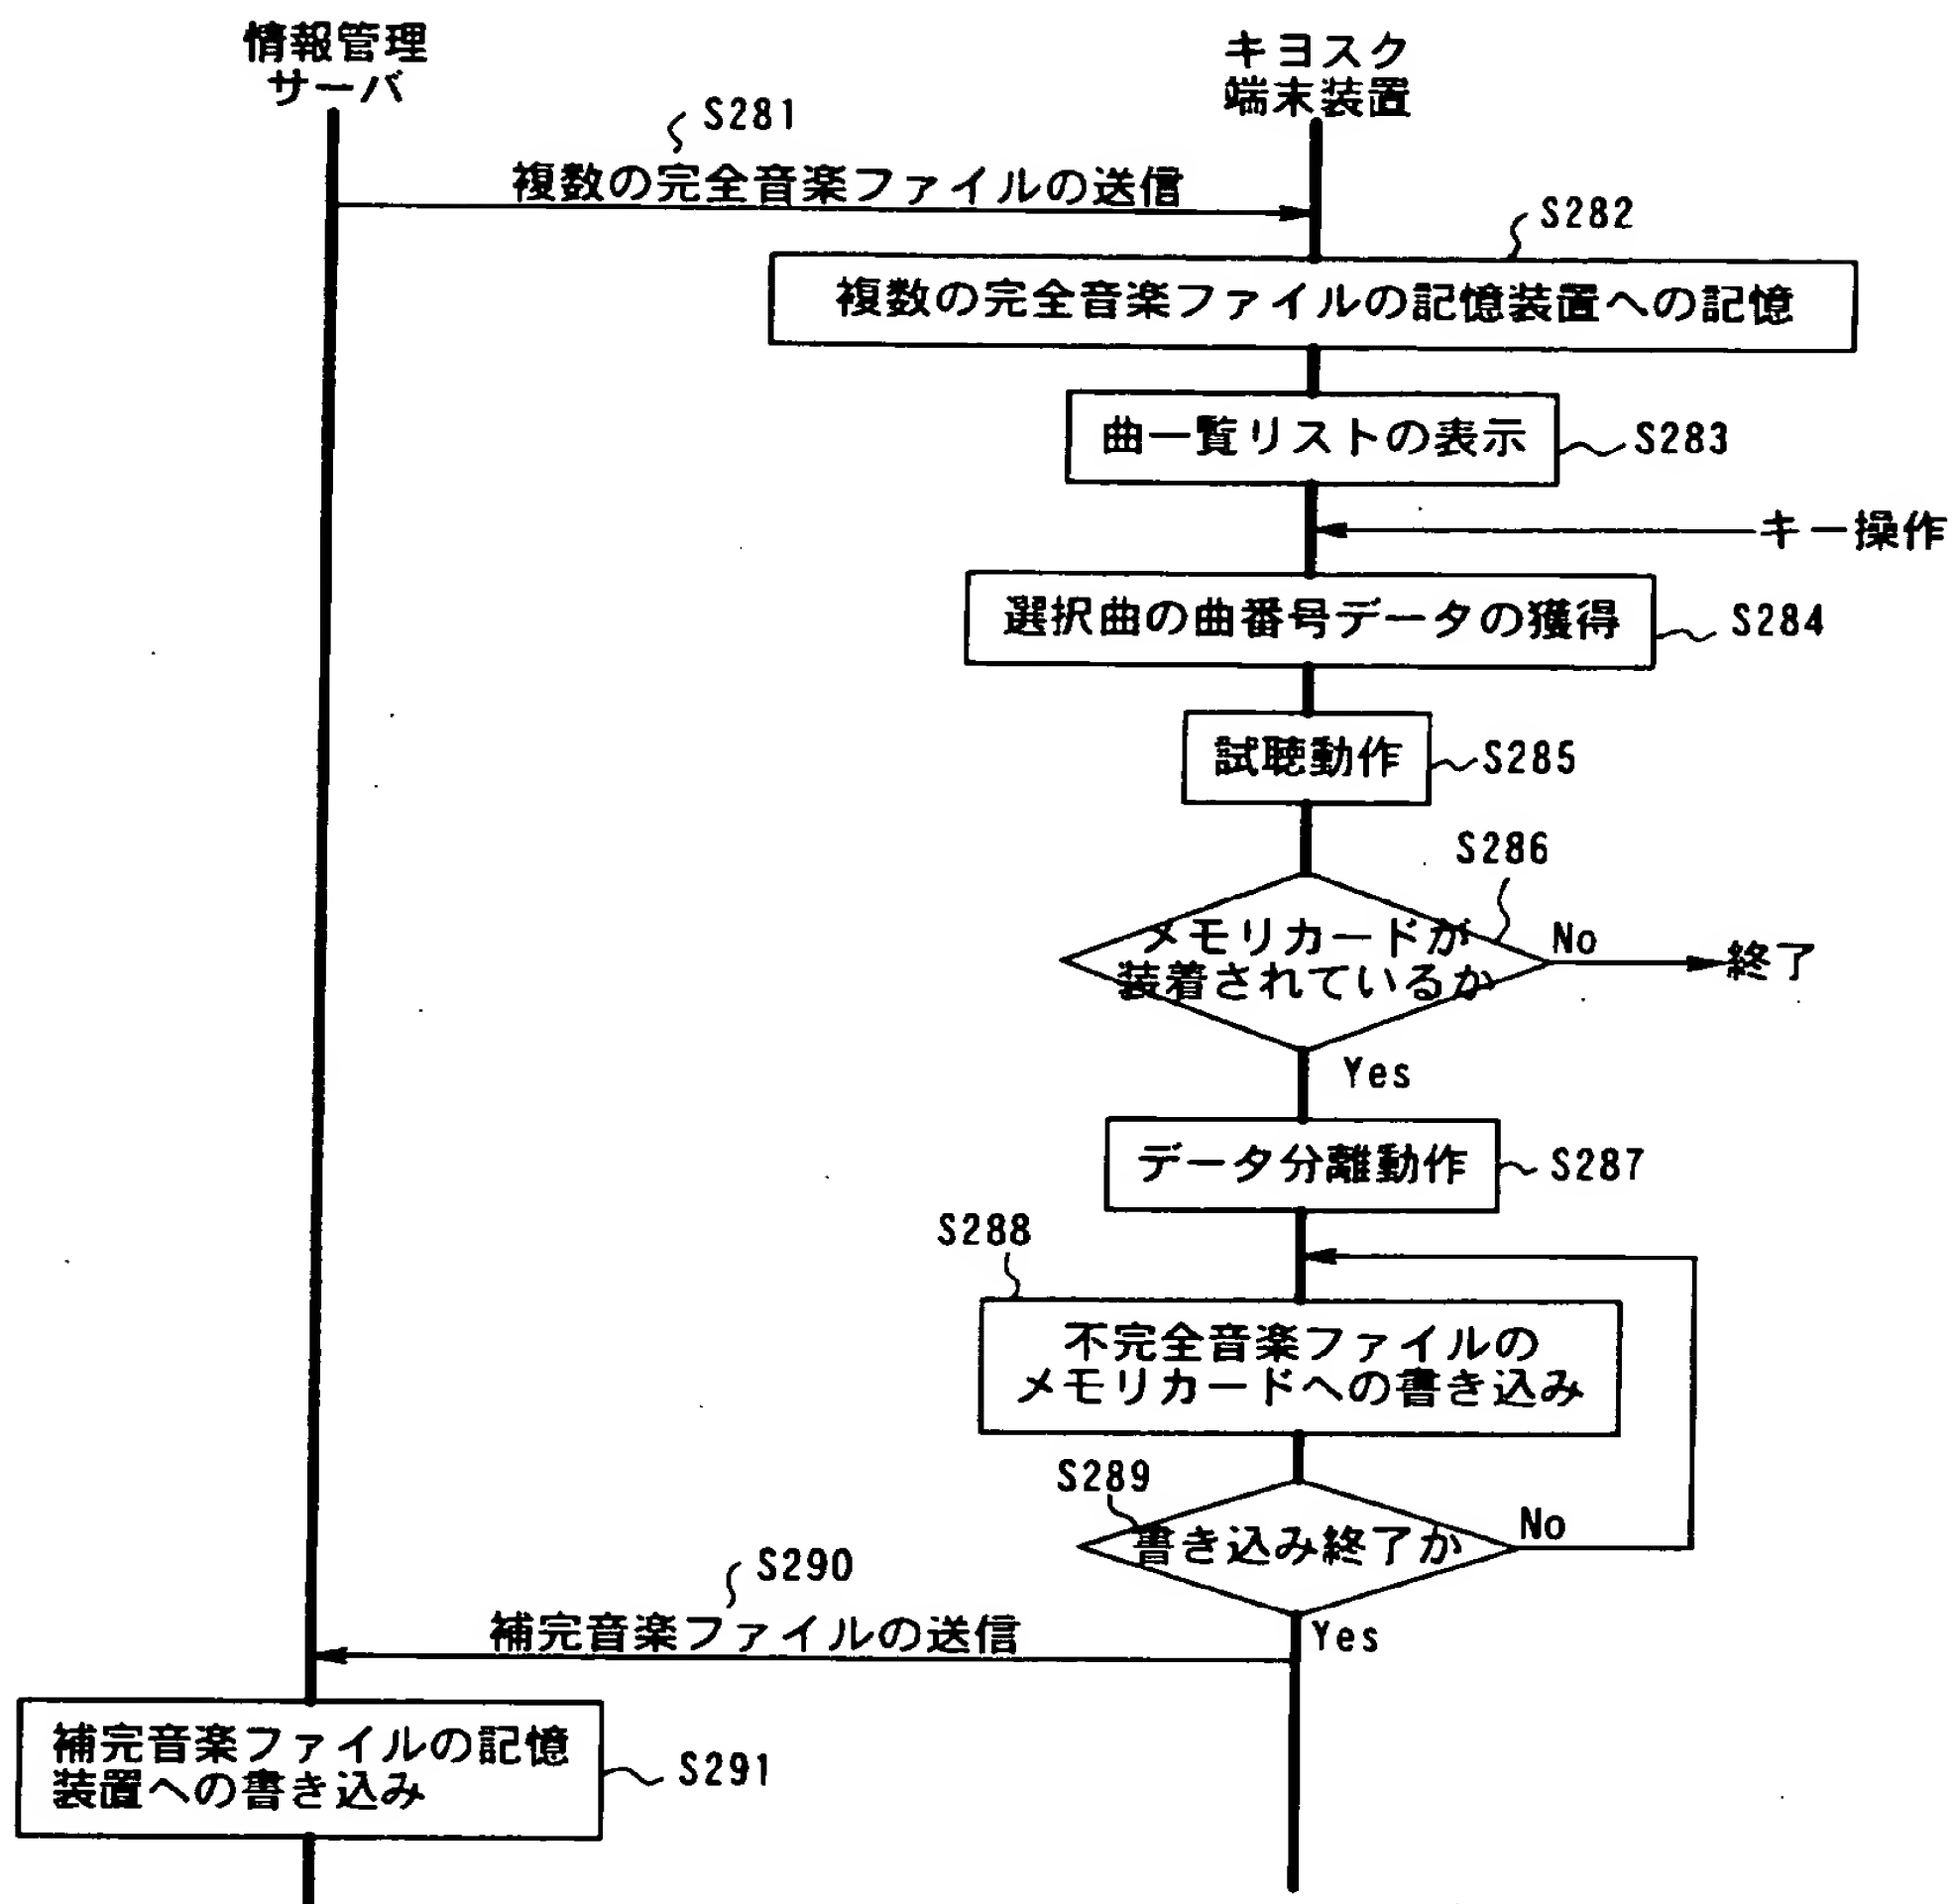 情報管理
サーバ
キヨスク
端末装置
S281
複数の完全音楽ファイルの送信
S282
複数の完全音楽ファイルの記憶装置への記憶
曲一覧リストの表示
S283
キー操作
選択曲の曲番号データの獲得
S284
試聴動作
S285
S286
メモリカードが
装着されているか
No
終了
Yes
データ分離動作
S287
S288
不完全音楽ファイルの
メモリカードへの書き込み
S289
書き込み終了か
No
S290
補完音楽ファイルの送信
Yes
補完音楽ファイルの記憶
装置への書き込み
S291